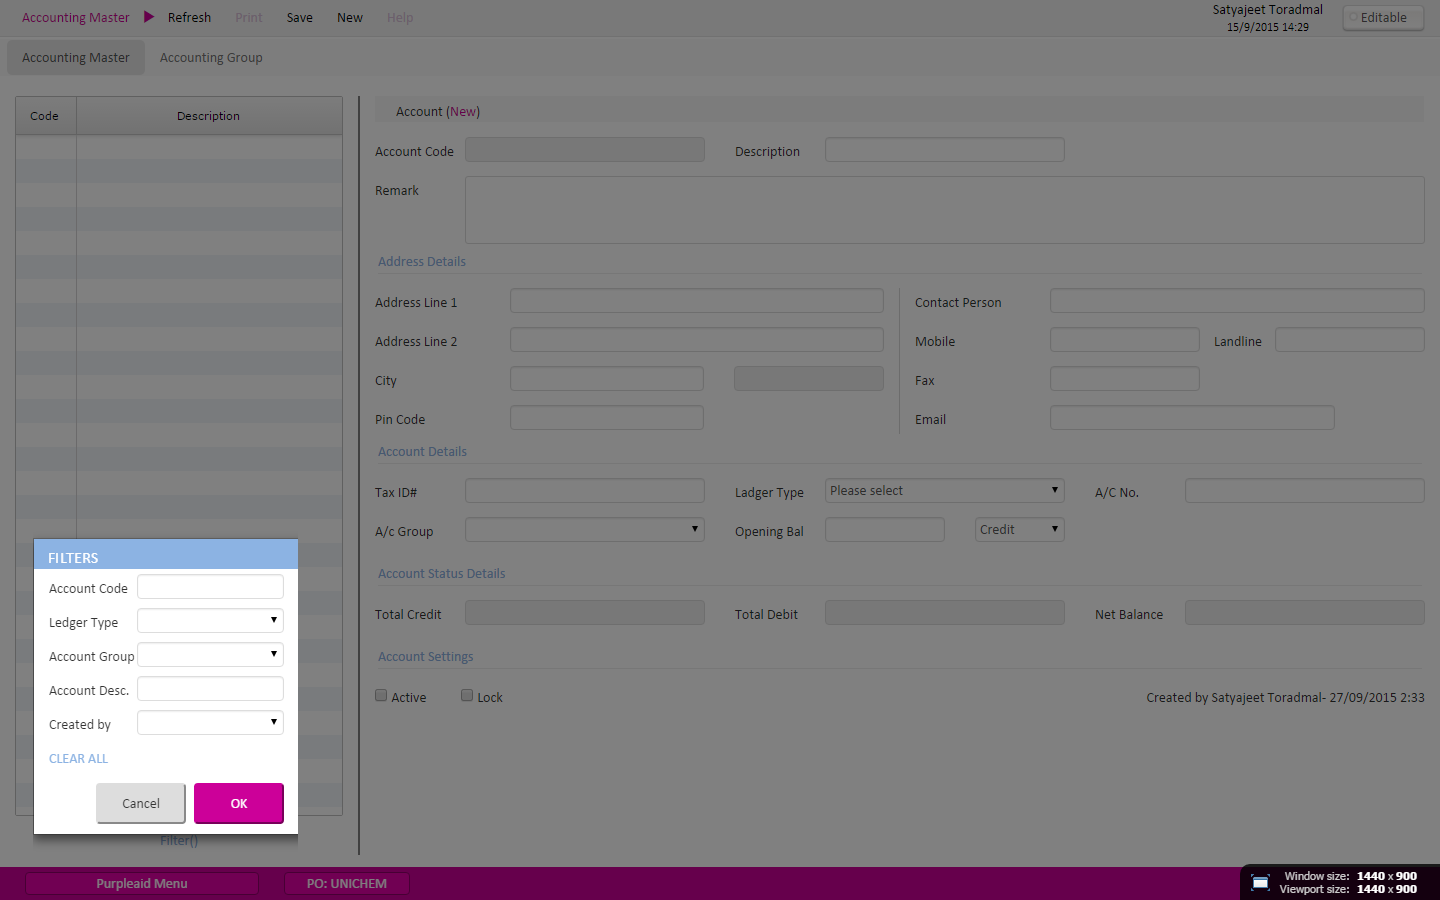 Accounting Master Refresh Print Save New Help
Satyajeet Toradmal
15/9/2015 14:29
Editable
Accounting Master Accounting Group
Code Description
Account (New)
Account Code Description
Remark
Address Details
Address Line 1 Contact Person
Address Line 2 Mobile Landline
City Fax
Pin Code Email
Account Details
Tax ID# Ladger Type Please select A/C No.
A/c Group Opening Bal Credit
Account Status Details
Total Credit Total Debit Net Balance
Account Settings
Active Lock Created by Satyajeet Toradmal- 27/09/2015 2:33
FILTERS
Account Code
Ledger Type
Account Group
Account Desc.
Created by
CLEAR ALL
Cancel OK
Filter()
Purpleaid Menu PO: UNICHEM
Window size: 1440 x 900
Viewport size: 1440 x 900